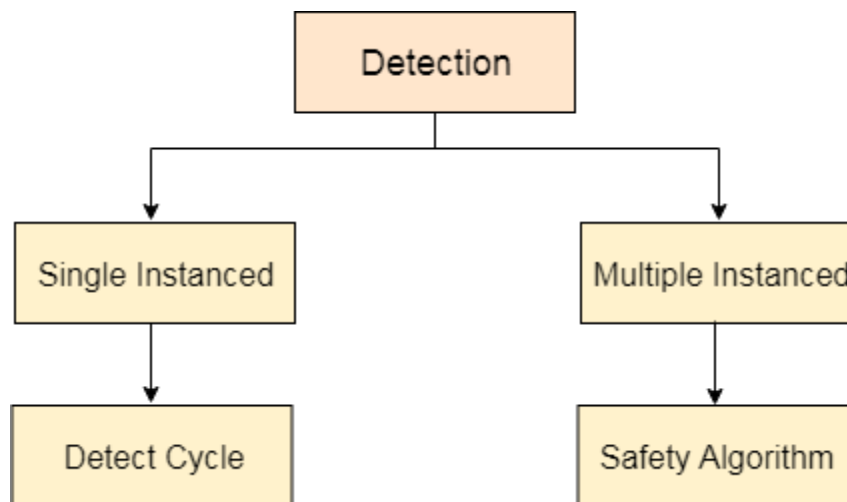 Detection
Single Instanced
Multiple Instanced
Detect Cycle
Safety Algorithm